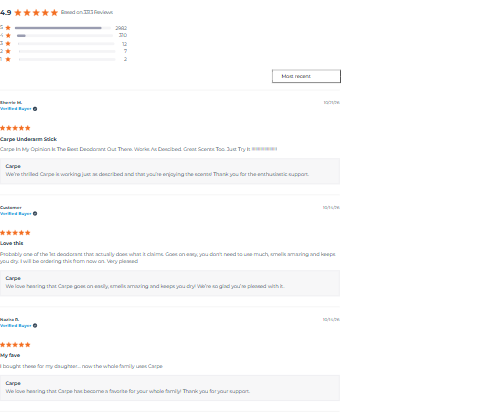 4.9 Based on 3313 Reviews
5 2982
4 310
3 12
2 7
1 2
Most recent
Sherrie M.
Verified Buyer
Carpe Underarm Stick
Carpe In My Opinion Is The Best Deodorant Out There. Works As Descibed. Great Scents Too. Just Try It
Carpe
We're thrilled Carpe is working just as described and that you're enjoying the scents! Thank you for the enthusiastic support.
Customer
Verified Buyer
Love this
Probably one of the 1st deodorant that actually does what it claims. Goes on easy, you don't need to use much, smells amazing and keeps
you dry. I will be ordering this from now on. Very pleased
Carpe
We love hearing that Carpe goes on easily, smells amazing and keeps you dry! We're so glad you're pleased with it.
Verified Buyer
My fave
I bought these for my daughter... now the whole family uses Carpe
Carpe
We love hearing that Carpe has become a favorite for your whole family! Thank you for your support.